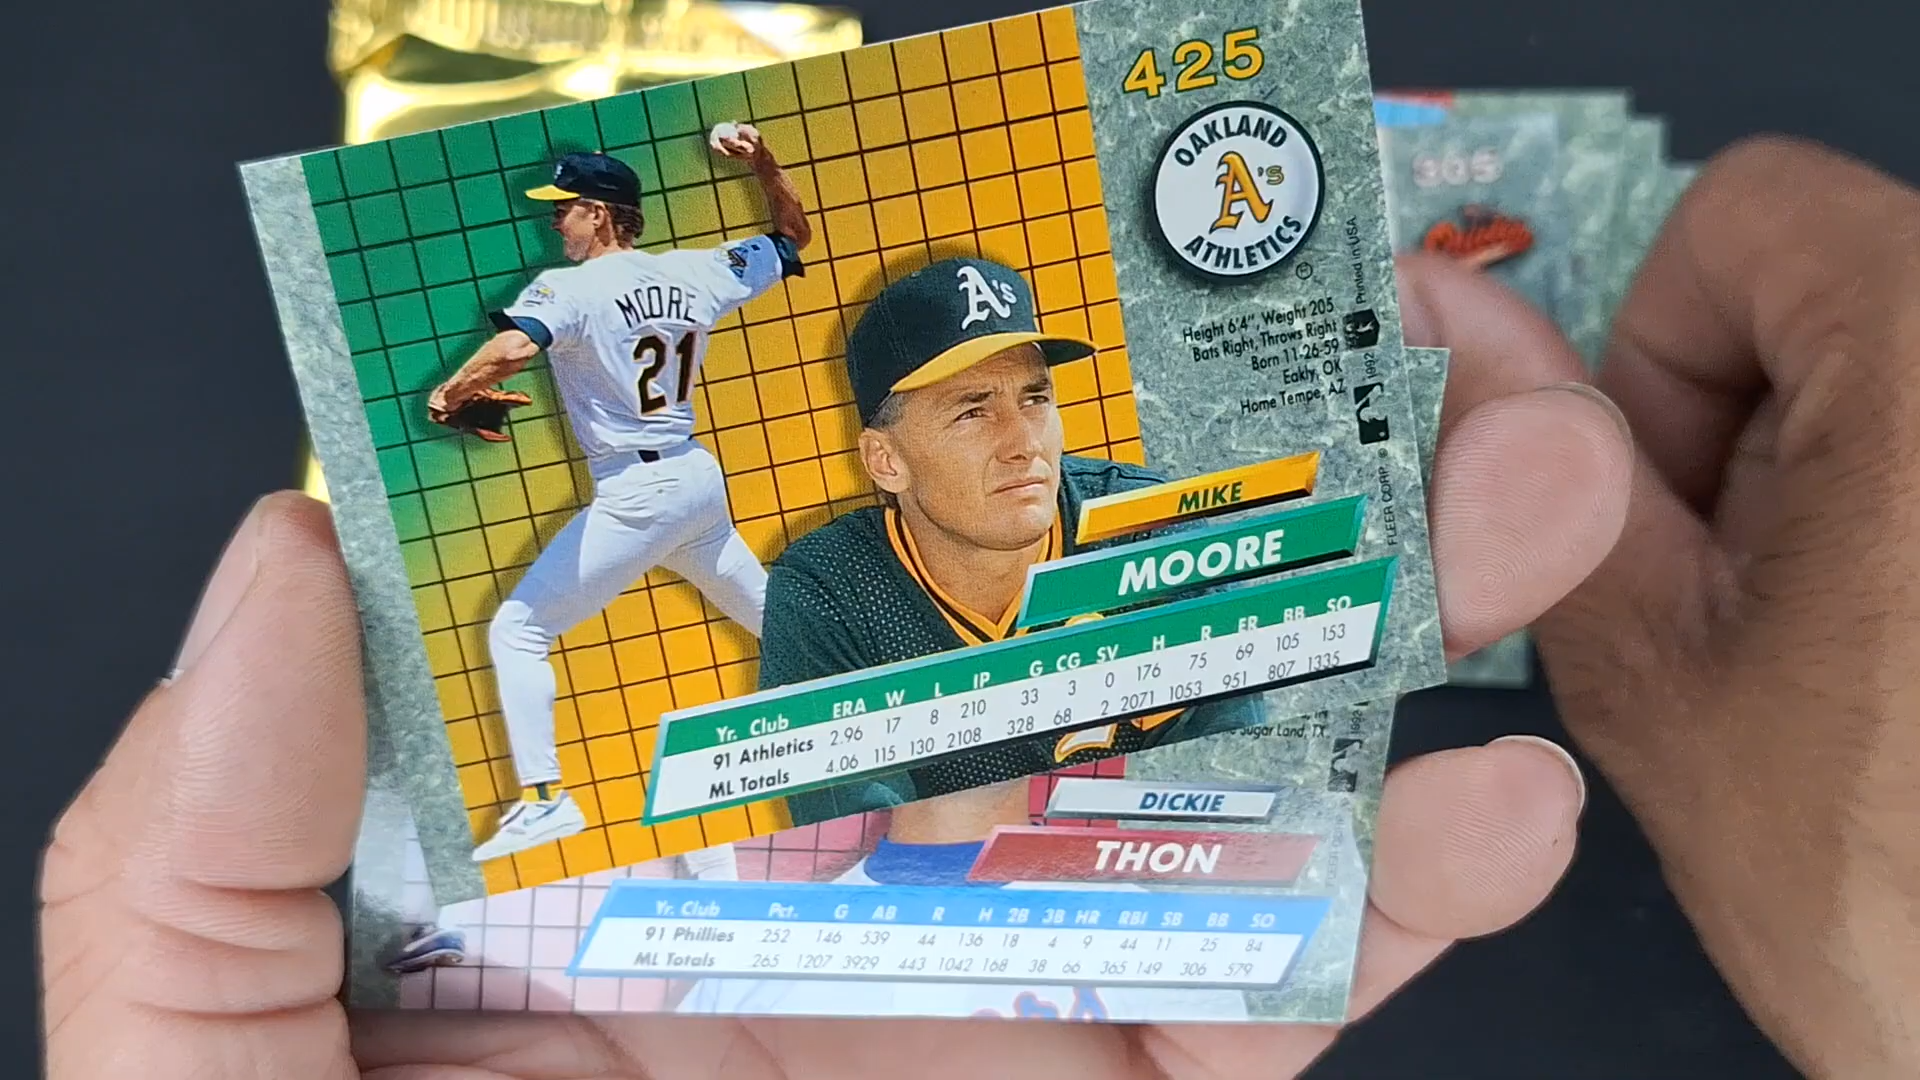 425
OAKLAND
A's
ATHLETICS
Height 6'4", Weight 205
Bats Right, Throws Right
Born 11-26-59
Eakly, OK
Home Tempe, AZ
FLEER CORP. © 1992
Printed in USA
MOORE
21
A's
MIKE
MOORE
Yr. Club ERA W L IP G CG SV H R ER BB SO
91 Athletics 2.96 17 8 210 33 3 0 176 75 69 105 153
ML Totals 4.06 115 130 2108 328 68 2 2071 1053 951 807 1335
305
Orioles
Sugar Land, TX
1992
DICKIE
THON
Yr. Club Pct. G AB R H 2B 3B HR RBI SB BB SO
91 Phillies .252 146 539 44 136 18 4 9 44 11 25 84
ML Totals .265 1207 3929 443 1042 168 38 66 365 149 306 579